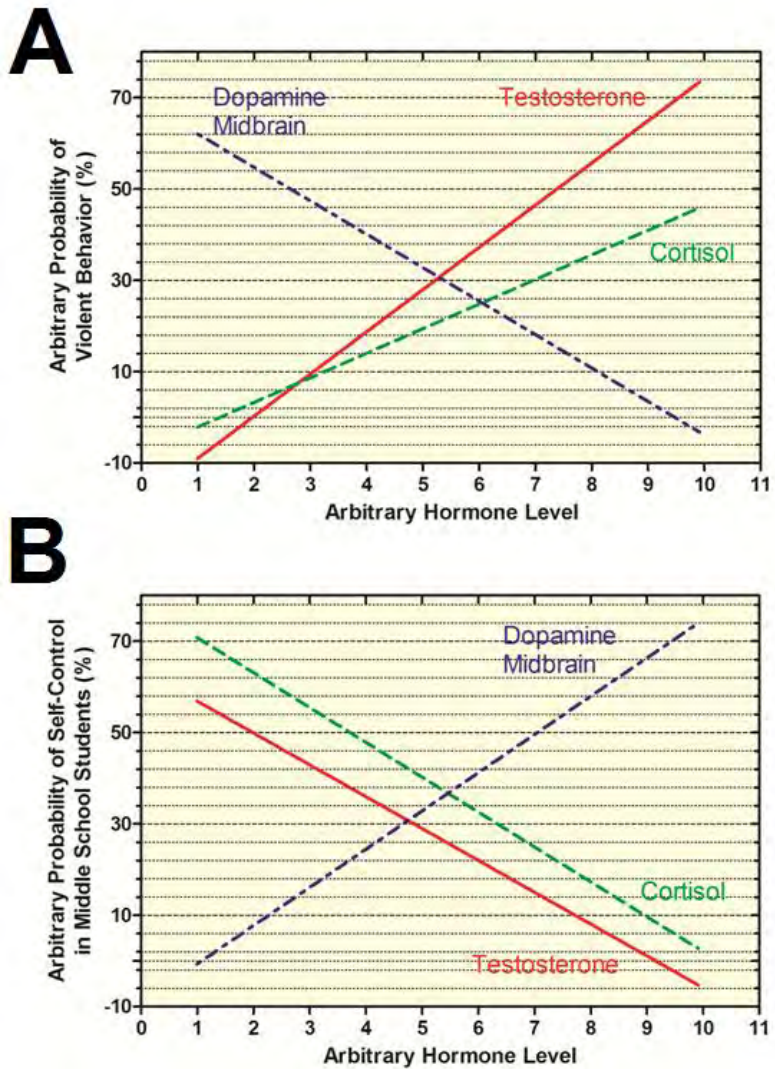 A
Arbitrary Probability of
Violent Behavior (%)
70
50
30
10
-10
Dopamine
Midbrain
Testosterone
Cortisol
0 1 2 3 4 5 6 7 8 9 10 11
Arbitrary Hormone Level
B
Arbitrary Probability of Self-Control
in Middle School Students (%)
70
50
30
10
-10
Dopamine
Midbrain
Cortisol
Testosterone
0 1 2 3 4 5 6 7 8 9 10 11
Arbitrary Hormone Level